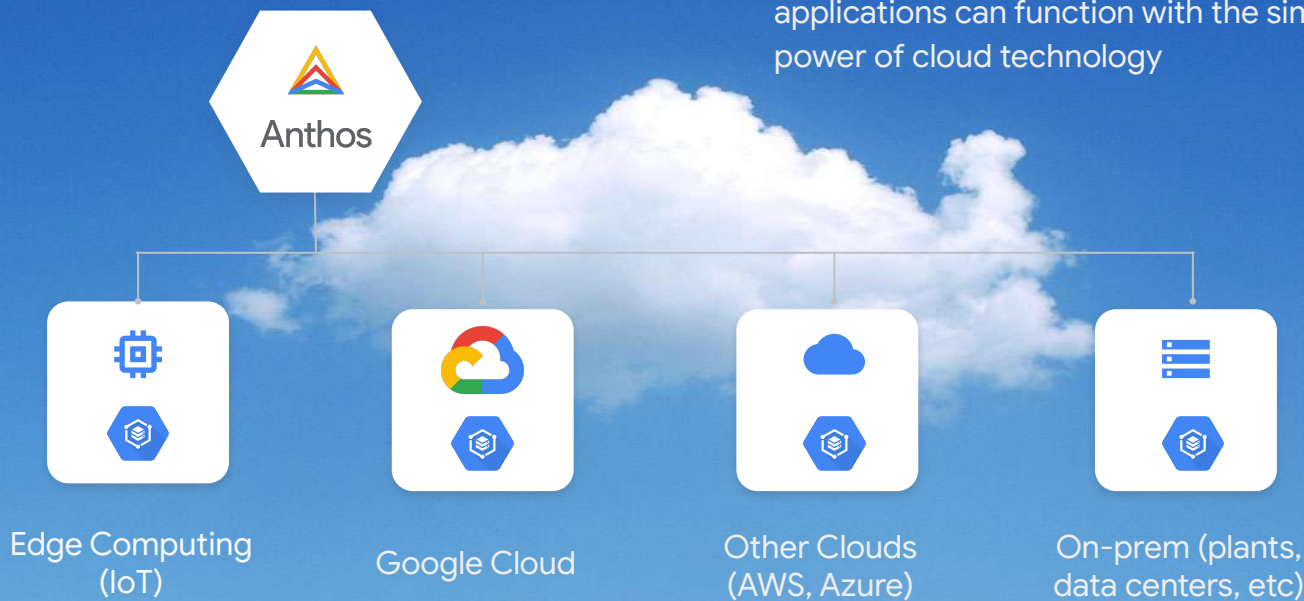 applications can function with the
power of cloud technology
Anthos
Edge Computing
(IoT)
Google Cloud
Other Clouds
(AWS, Azure)
On-prem (plants,
data centers, etc)